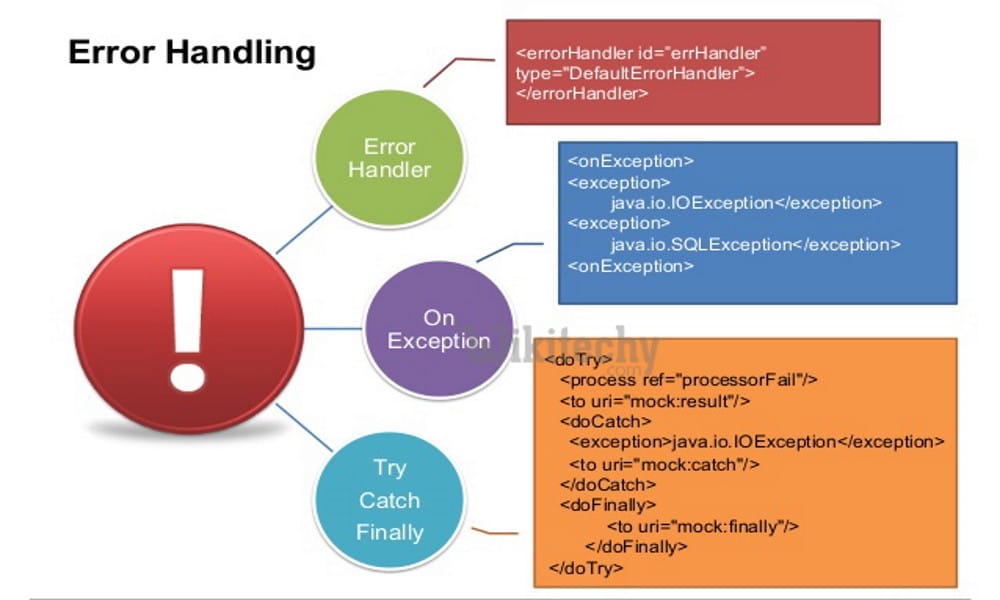 Error Handling
<errorHandler id="errHandler"
type="DefaultErrorHandler">
</errorHandler>
Error
Handler
<onException>
<exception>
java.io.IOException</exception>
<exception>
java.io.SQLException</exception>
<onException>
On
Exception
Wikitechy
.com
<doTry>
<process ref="processorFail"/>
<to uri="mock:result"/>
<doCatch>
<exception>java.io.IOException</exception>
<to uri="mock:catch"/>
</doCatch>
<doFinally>
<to uri="mock:finally"/>
</doFinally>
</doTry>
Try
Catch
Finally